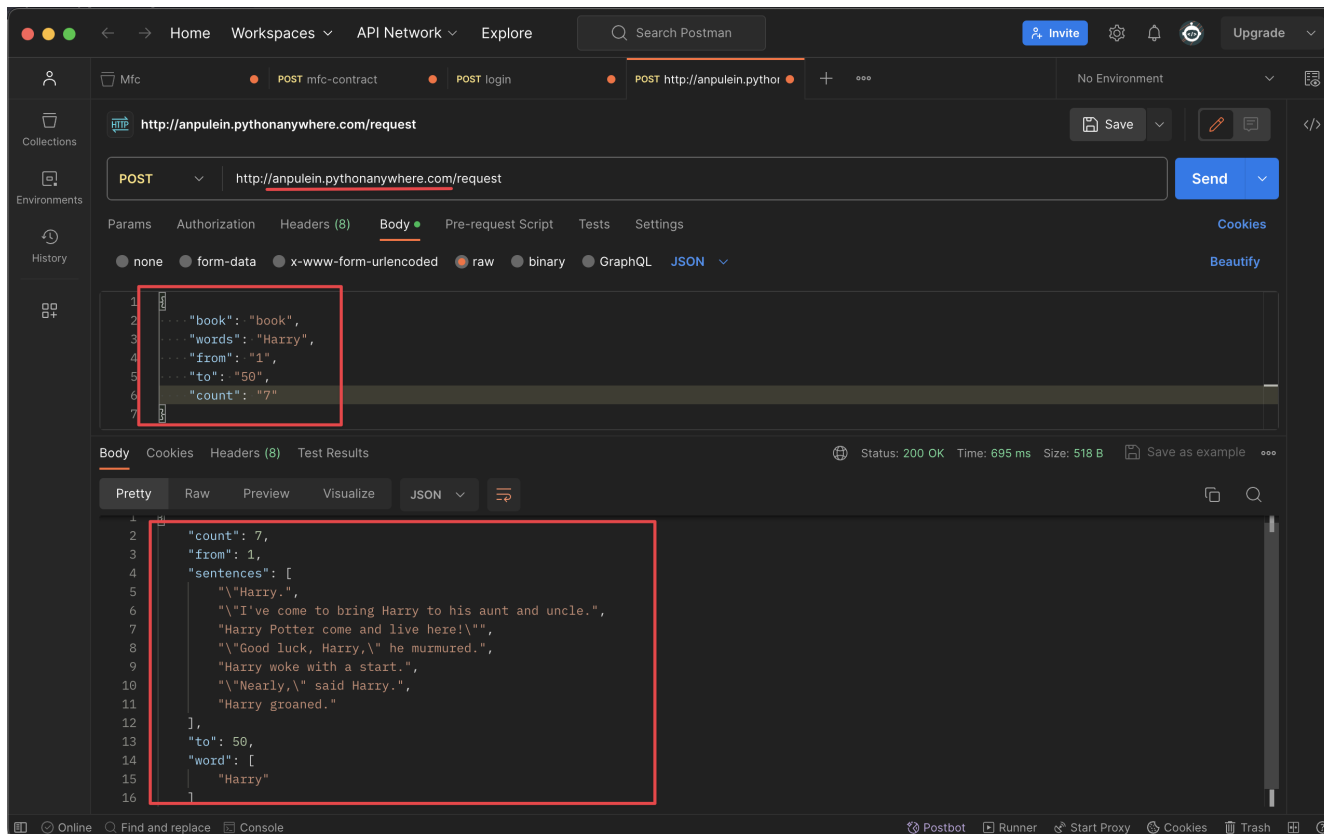 Home Workspaces API Network Explore Search Postman Invite Upgrade
Mfc POST mfc-contract POST login POST http://anpulein.python No Environment
HTTP http://anpulein.pythonanywhere.com/request Save
Collections
POST http://anpulein.pythonanywhere.com/request Send
Environments
Params Authorization Headers (8) Body Pre-request Script Tests Settings Cookies
History
none form-data x-www-form-urlencoded raw binary GraphQL JSON Beautify
1 {
2 "book": "book",
3 "words": "Harry",
4 "from": "1",
5 "to": "50",
6 "count": "7"
7 }
Body Cookies Headers (8) Test Results Status: 200 OK Time: 695 ms Size: 518 B Save as example
Pretty Raw Preview Visualize JSON
1 {
2 "count": 7,
3 "from": 1,
4 "sentences": [
5 "\"Harry.",
6 "\"I've come to bring Harry to his aunt and uncle.",
7 "Harry Potter come and live here!\"",
8 "\"Good luck, Harry,\" he murmured.",
9 "Harry woke with a start.",
10 "\"Nearly,\" said Harry.",
11 "Harry groaned."
12 ],
13 "to": 50,
14 "word": [
15 "Harry"
16 ]
Online Find and replace Console Postbot Runner Start Proxy Cookies Trash